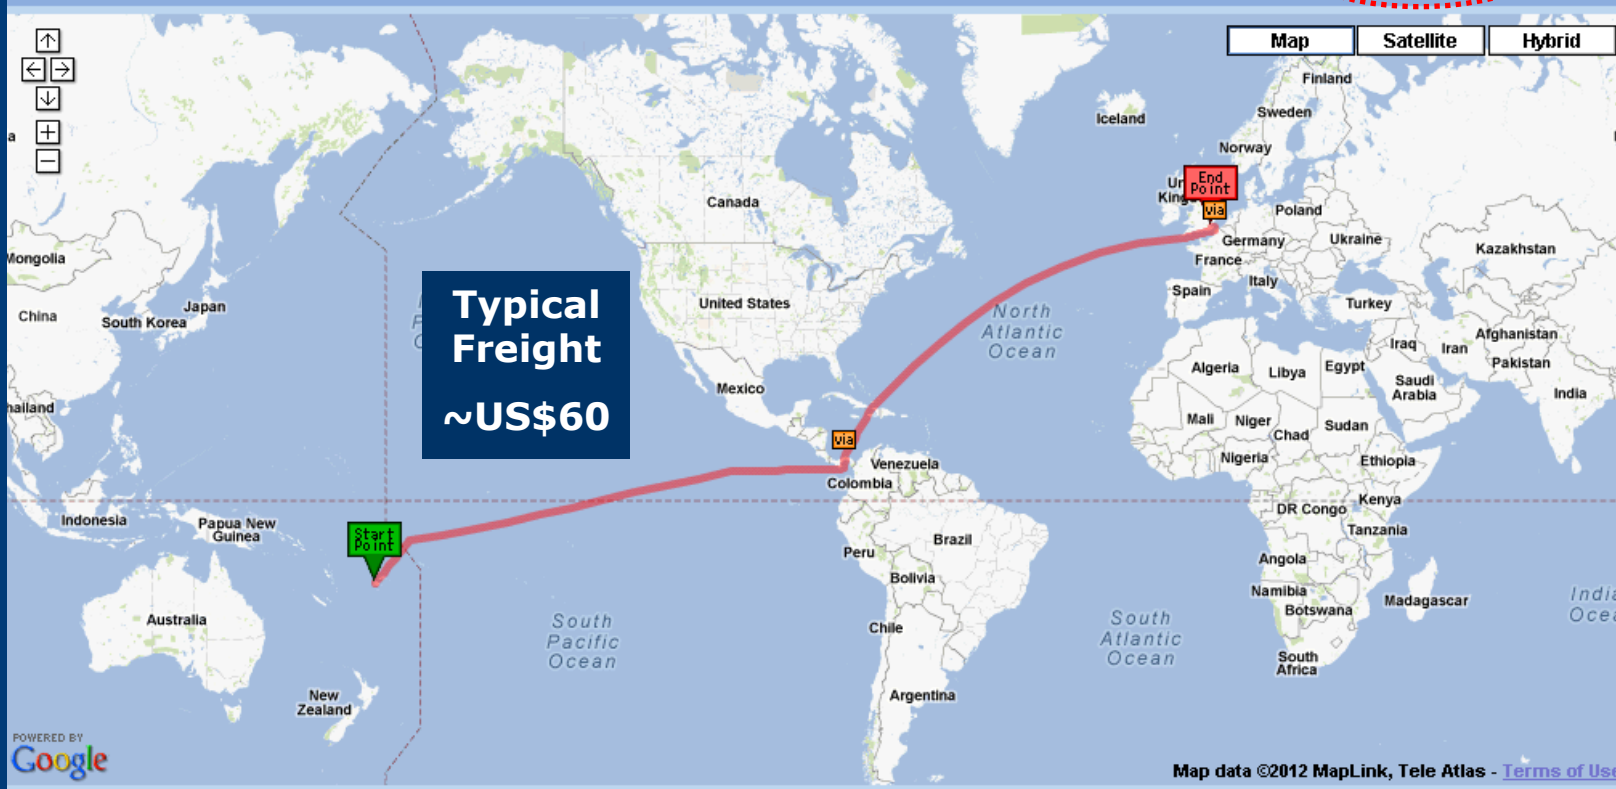 Map
Satellite
Hybrid
Finland
Sweden
Norway
Iceland
End
Point
via
Canada
Poland
Germany
Ukraine
Kazakhstan
France
Mongolia
Italy
Spain
Turkey
Japan
China
South Korea
United States
North
Atlantic
Ocean
Typical
Freight
~US$60
Afghanistan
Iraq
Iran
Pakistan
Algeria
Libya
Egypt
Saudi
Arabia
India
Mexico
Mali
Niger
Chad
Sudan
via
Nigeria
Ethiopia
Venezuela
Colombia
Kenya
DR Congo
Tanzania
Indonesia
Papua New
Guinea
Start
Point
Brazil
Peru
Bolivia
Angola
Namibia
Botswana
Madagascar
Australia
South
Pacific
Ocean
Chile
South
Atlantic
Ocean
South
Africa
New
Zealand
Argentina
POWERED BY
Google
Map data ©2012 MapLink, Tele Atlas - Terms of Use